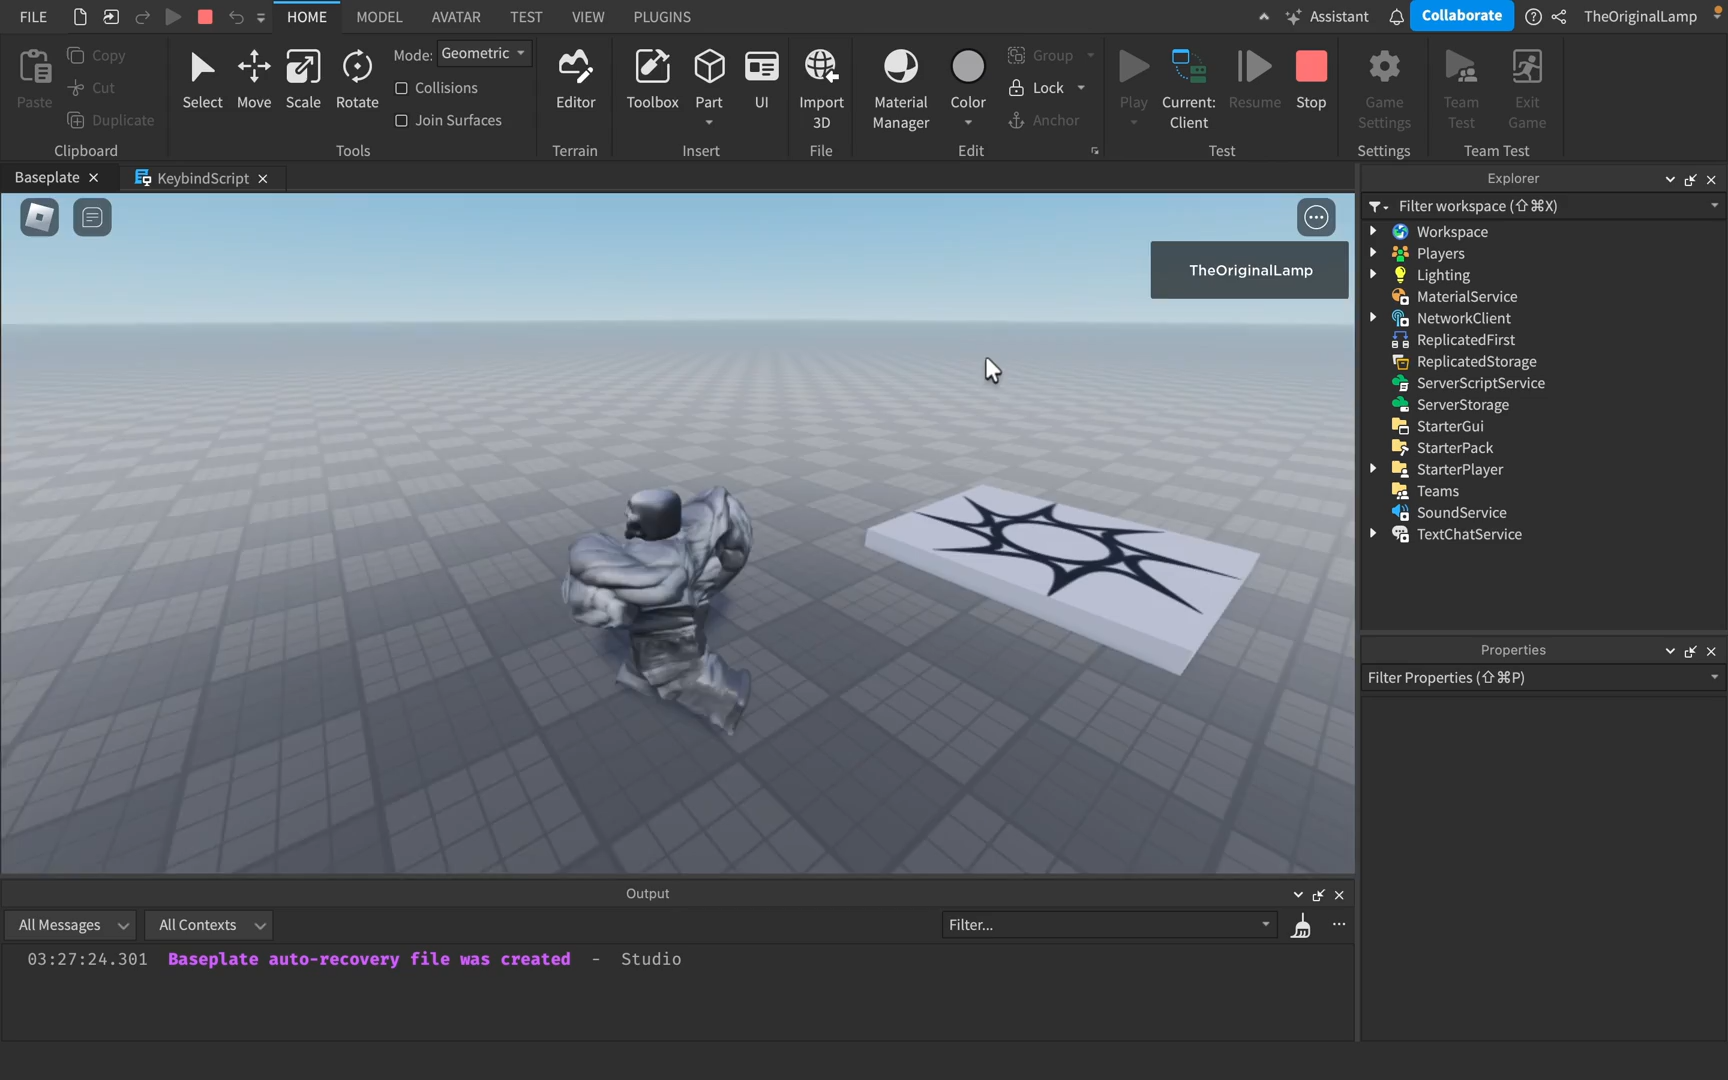 FILE
HOME
MODEL
AVATAR
TEST
VIEW
PLUGINS
Assistant
Collaborate
TheOriginalLamp
Paste
Copy
Cut
Duplicate
Clipboard
Select
Move
Scale
Rotate
Mode:
Geometric
Collisions
Join Surfaces
Tools
Editor
Terrain
Toolbox
Part
UI
Insert
Import
3D
File
Material
Manager
Color
Group
Lock
Anchor
Edit
Play
Current:
Client
Resume
Stop
Test
Game
Settings
Settings
Team
Test
Exit
Game
Team Test
Baseplate
KeybindScript
TheOriginalLamp
Explorer
Filter workspace (⇧⌘X)
Workspace
Players
Lighting
MaterialService
NetworkClient
ReplicatedFirst
ReplicatedStorage
ServerScriptService
ServerStorage
StarterGui
StarterPack
StarterPlayer
Teams
SoundService
TextChatService
Properties
Filter Properties (⇧⌘P)
Output
All Messages
All Contexts
Filter...
03:27:24.301 Baseplate auto-recovery file was created - Studio